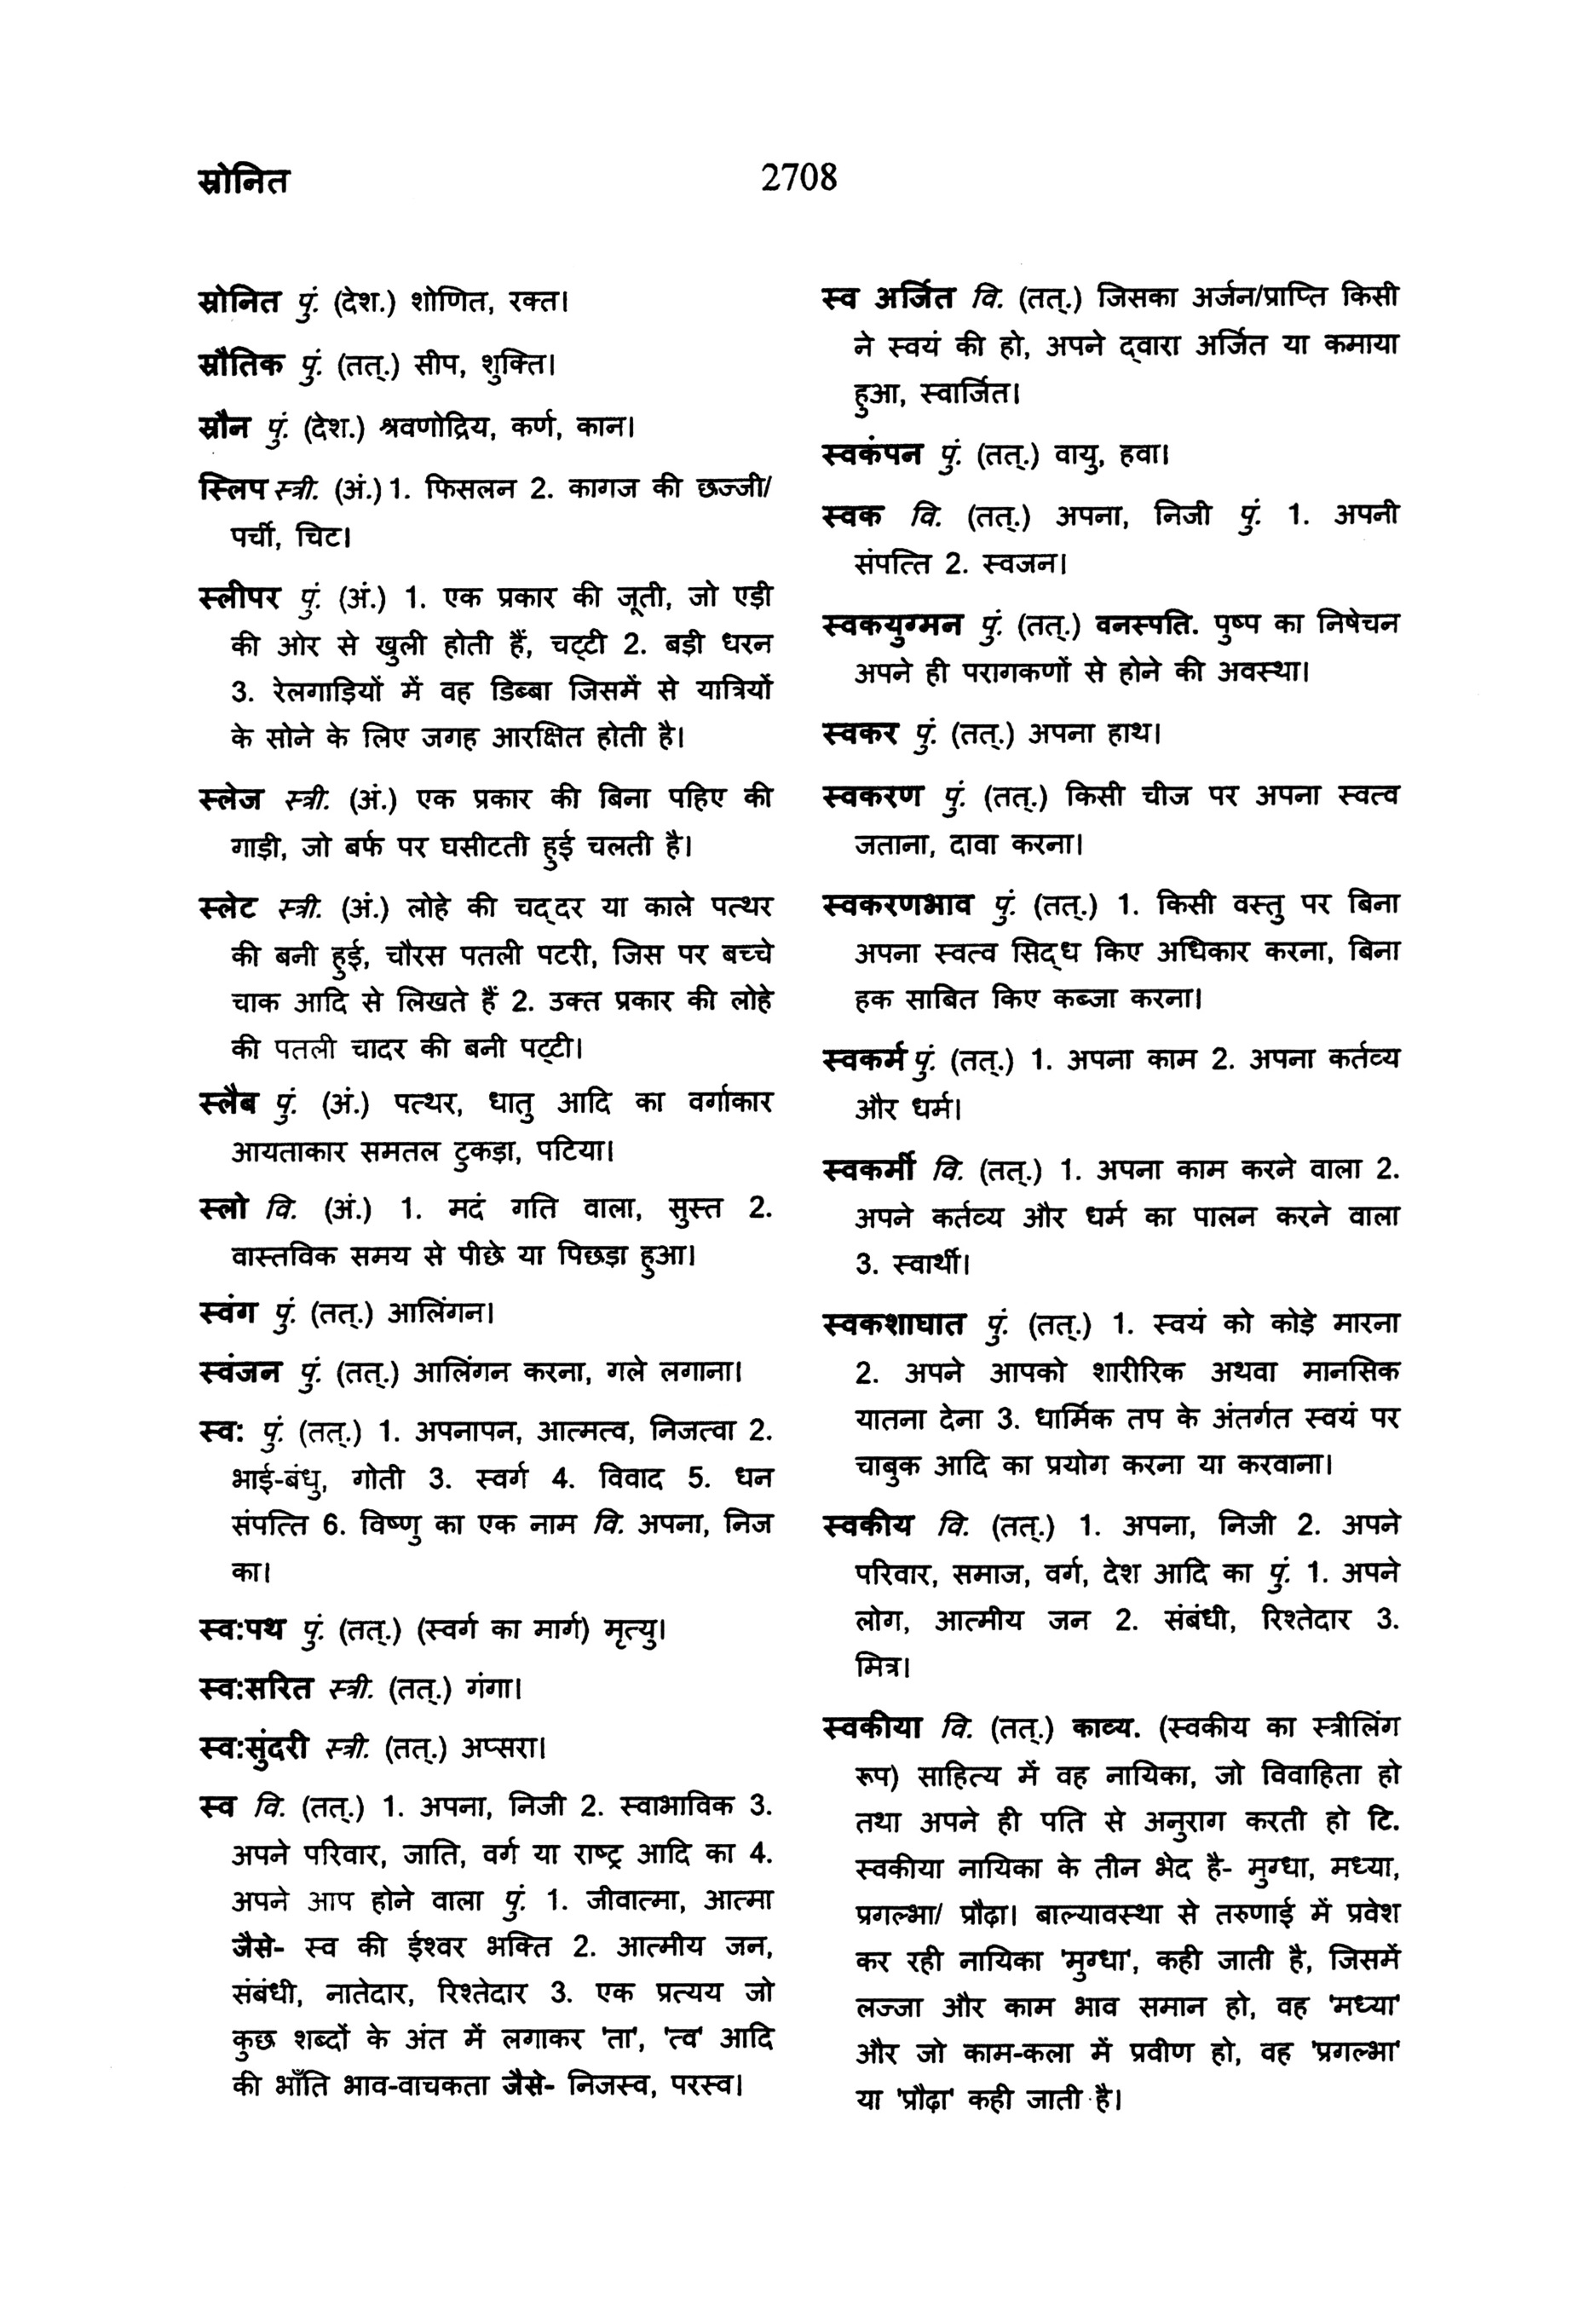 स्रोनित
2708
स्रोनित पुं. (देश.) शोणित, रक्त।
स्रौतिक पुं. (तत्.) सीप, शुक्ति।
स्रौन पुं. (देश.) श्रवणोद्रिय, कर्ण, कान।
स्लिप स्त्री. (अं.) 1. फिसलन 2. कागज की छज्जी/
पर्ची, चिट।
स्लीपर पुं. (अं.) 1. एक प्रकार की जूती, जो एड़ी
की ओर से खुली होती हैं, चट्टी 2. बड़ी धरन
3. रेलगाड़ियों में वह डिब्बा जिसमें से यात्रियों
के सोने के लिए जगह आरक्षित होती है।
स्लेज स्त्री. (अं.) एक प्रकार की बिना पहिए की
गाड़ी, जो बर्फ पर घसीटती हुई चलती है।
स्लेट स्त्री. (अं.) लोहे की चद्दर या काले पत्थर
की बनी हुई, चौरस पतली पटरी, जिस पर बच्चे
चाक आदि से लिखते हैं 2. उक्त प्रकार की लोहे
की पतली चादर की बनी पट्टी।
स्लैब पुं. (अं.) पत्थर, धातु आदि का वर्गाकार
आयताकार समतल टुकड़ा, पटिया।
स्लो वि. (अं.) 1. मदं गति वाला, सुस्त 2.
वास्तविक समय से पीछे या पिछड़ा हुआ।
स्वंग पुं. (तत्.) आलिंगन।
स्वंजन पुं. (तत्.) आलिंगन करना, गले लगाना।
स्व: पुं. (तत्.) 1. अपनापन, आत्मत्व, निजत्वा 2.
भाई-बंधु, गोती 3. स्वर्ग 4. विवाद 5. धन
संपत्ति 6. विष्णु का एक नाम वि. अपना, निज
का।
स्व:पथ पुं. (तत्.) (स्वर्ग का मार्ग) मृत्यु।
स्व:सरित स्त्री. (तत्.) गंगा।
स्व:सुंदरी स्त्री. (तत्.) अप्सरा।
स्व वि. (तत्.) 1. अपना, निजी 2. स्वाभाविक 3.
अपने परिवार, जाति, वर्ग या राष्ट्र आदि का 4.
अपने आप होने वाला पुं. 1. जीवात्मा, आत्मा
जैसे- स्व की ईश्वर भक्ति 2. आत्मीय जन,
संबंधी, नातेदार, रिश्तेदार 3. एक प्रत्यय जो
कुछ शब्दों के अंत में लगाकर 'ता', 'त्व' आदि
की भाँति भाव-वाचकता जैसे- निजस्व, परस्व।
स्व अर्जित वि. (तत्.) जिसका अर्जन/प्राप्ति किसी
ने स्वयं की हो, अपने द्वारा अर्जित या कमाया
हुआ, स्वार्जित।
स्वकंपन पुं. (तत्.) वायु, हवा।
स्वक वि. (तत्.) अपना, निजी पुं. 1. अपनी
संपत्ति 2. स्वजन।
स्वकयुग्मन पुं. (तत्.) वनस्पति. पुष्प का निषेचन
अपने ही परागकणों से होने की अवस्था।
स्वकर पुं. (तत्.) अपना हाथ।
स्वकरण पुं. (तत्.) किसी चीज पर अपना स्वत्व
जताना, दावा करना।
स्वकरणभाव पुं. (तत्.) 1. किसी वस्तु पर बिना
अपना स्वत्व सिद्ध किए अधिकार करना, बिना
हक साबित किए कब्जा करना।
स्वकर्म पुं. (तत्.) 1. अपना काम 2. अपना कर्तव्य
और धर्म।
स्वकर्मी वि. (तत्.) 1. अपना काम करने वाला 2.
अपने कर्तव्य और धर्म का पालन करने वाला
3. स्वार्थी।
स्वकशाघात पुं. (तत्.) 1. स्वयं को कोड़े मारना
2. अपने आपको शारीरिक अथवा मानसिक
यातना देना 3. धार्मिक तप के अंतर्गत स्वयं पर
चाबुक आदि का प्रयोग करना या करवाना।
स्वकीय वि. (तत्.) 1. अपना, निजी 2. अपने
परिवार, समाज, वर्ग, देश आदि का पुं. 1. अपने
लोग, आत्मीय जन 2. संबंधी, रिश्तेदार 3.
मित्र।
स्वकीया वि. (तत्.) काव्य. (स्वकीय का स्त्रीलिंग
रूप) साहित्य में वह नायिका, जो विवाहिता हो
तथा अपने ही पति से अनुराग करती हो टि.
स्वकीया नायिका के तीन भेद है- मुग्धा, मध्या,
प्रगल्भा/ प्रौढ़ा। बाल्यावस्था से तरुणाई में प्रवेश
कर रही नायिका 'मुग्धा', कही जाती है, जिसमें
लज्जा और काम भाव समान हो, वह 'मध्या'
और जो काम-कला में प्रवीण हो, वह 'प्रगल्भा'
या 'प्रौढ़ा' कही जाती है।